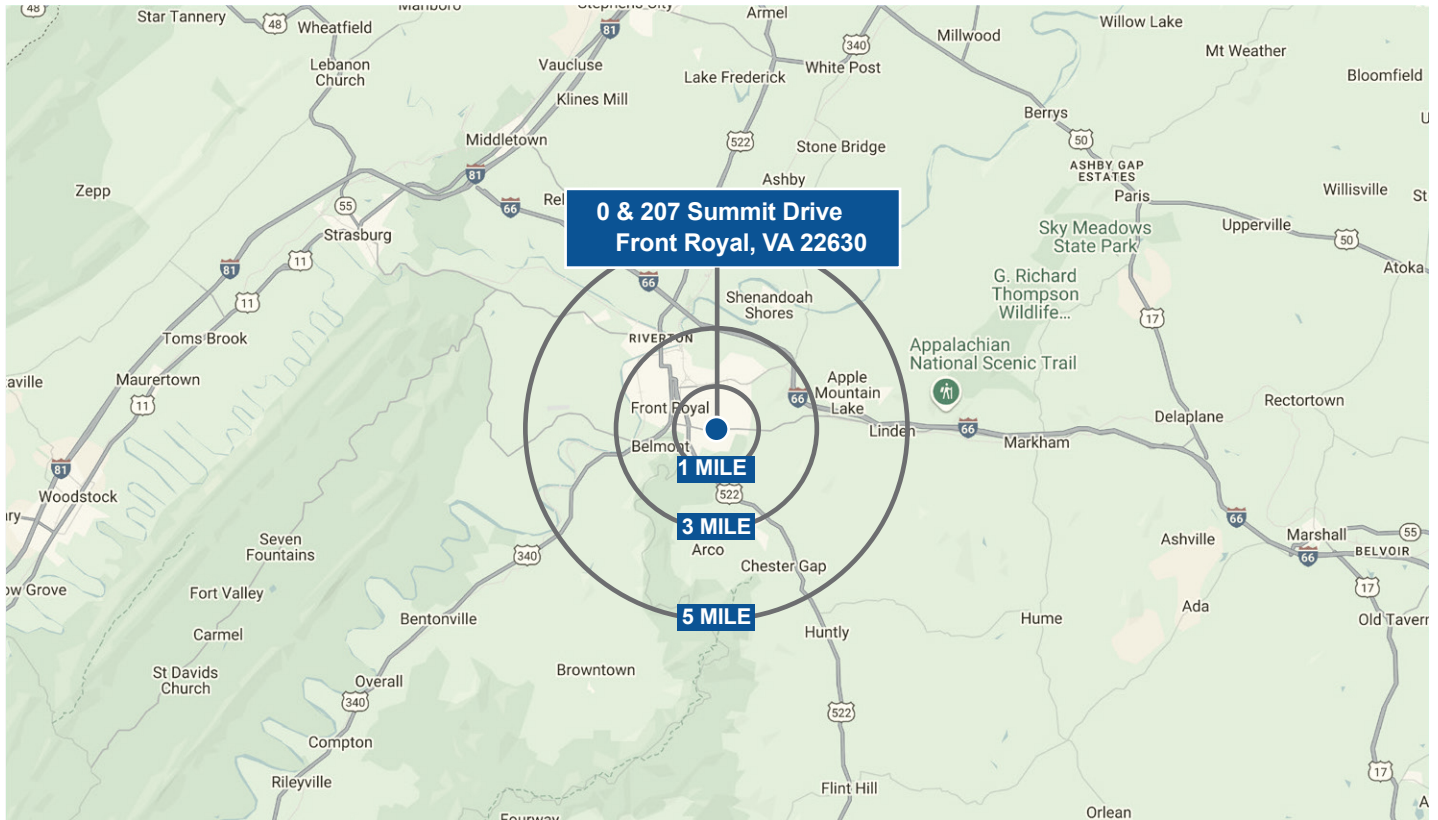 48
Star Tannery
48
Wheatfield
Marlboro
Stephens City
81
Armel
340
Willow Lake
Millwood
Mt Weather
Lebanon
Church
Vaucluse
Lake Frederick
White Post
Bloomfield
Klines Mill
Berrys
Middletown
522
Stone Bridge
50
81
ASHBY GAP
ESTATES
Zepp
66
Ashby
Paris
Willisville
St
55
Strasburg
0 & 207 Summit Drive
Front Royal, VA 22630
Sky Meadows
State Park
Upperville
50
11
81
66
Atoka
G. Richard
Thompson
Wildlife...
11
Shenandoah
Shores
17
Toms Brook
RIVERTON
Appalachian
National Scenic Trail
Maurertown
11
Apple
Mountain
Lake
66
Front Royal
Rectortown
Delaplane
Linden
66
Markham
Belmont
81
1 MILE
Woodstock
522
66
3 MILE
Seven
Fountains
Arco
Ashville
Marshall
55
66
BELVOIR
340
Chester Gap
17
Fort Valley
Ada
5 MILE
Bentonville
Hume
Old Tavern
Carmel
Huntly
St Davids
Church
Browntown
Overall
340
522
Compton
Rileyville
17
Flint Hill
Orlean
Fourway